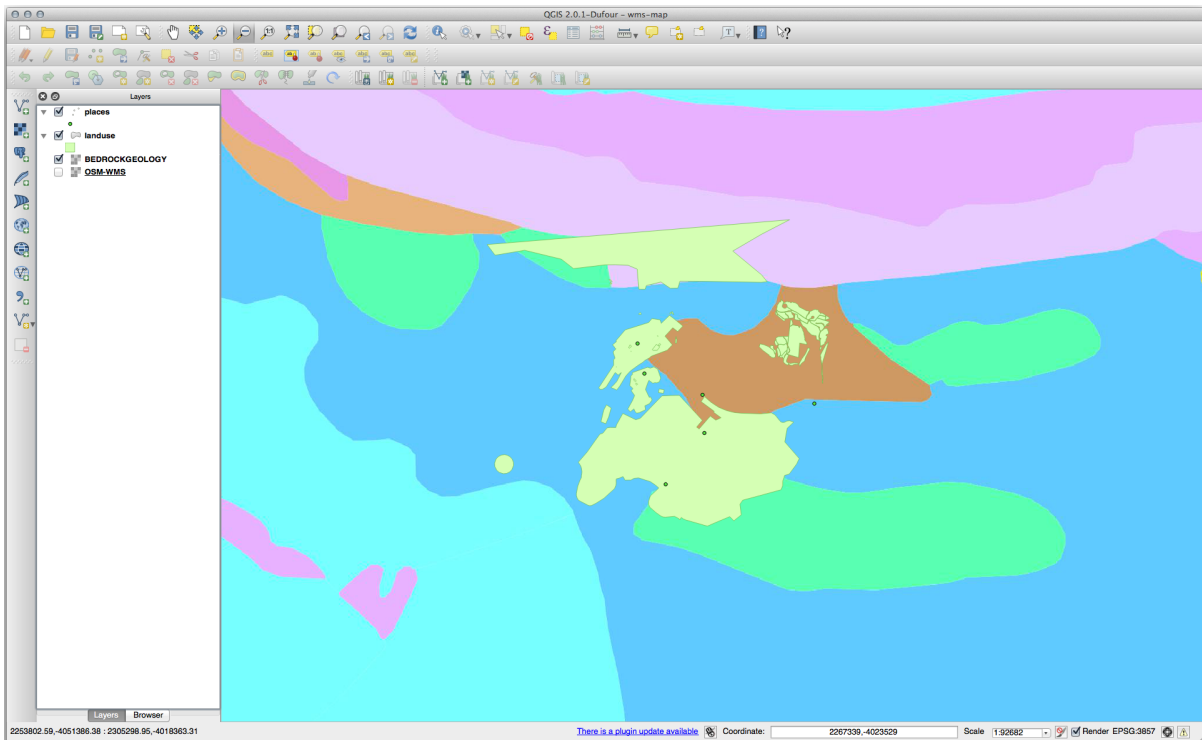 QGIS 2.0.1-Dufour - wms-map
Layers
places
landuse
BEDROCKGEOLOGY
OSM-WMS
Layers Browser
2253802.59,-4051386.38 : 2305298.95,-4018363.31 There is a plugin update available Coordinate: 2267339,-4023529 Scale 1:92682 Render EPSG:3857